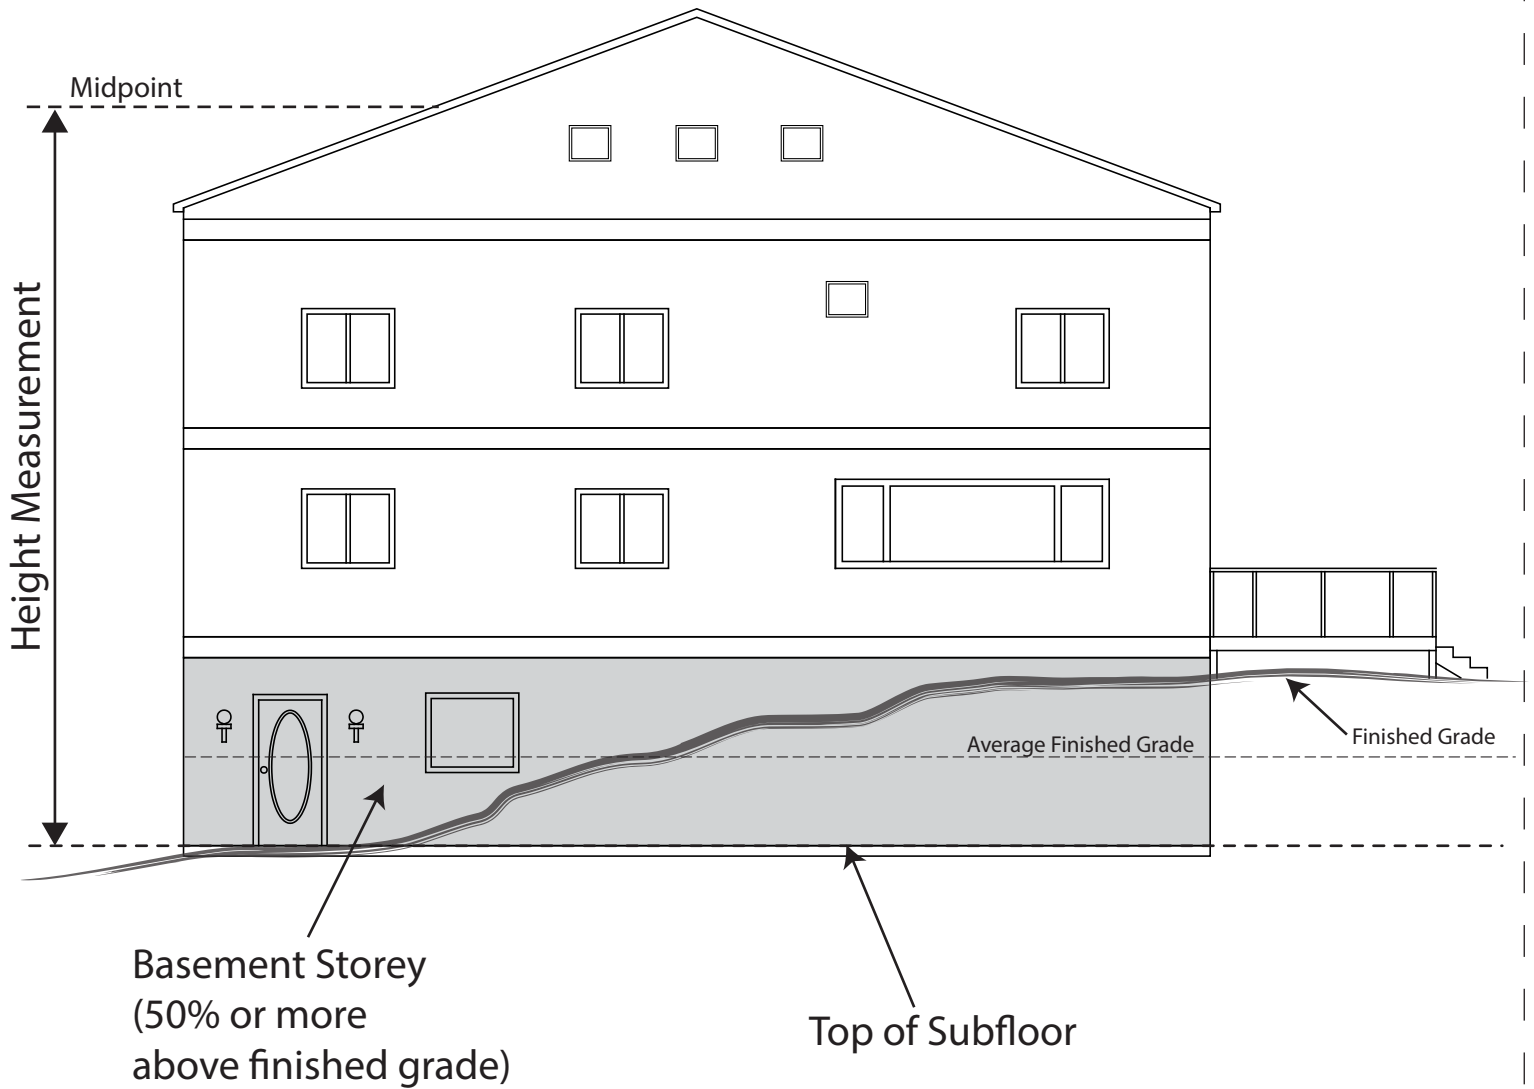 Midpoint
Height Measurement
Average Finished Grade
Finished Grade
Basement Storey
(50% or more
above finished grade)
Top of Subfloor